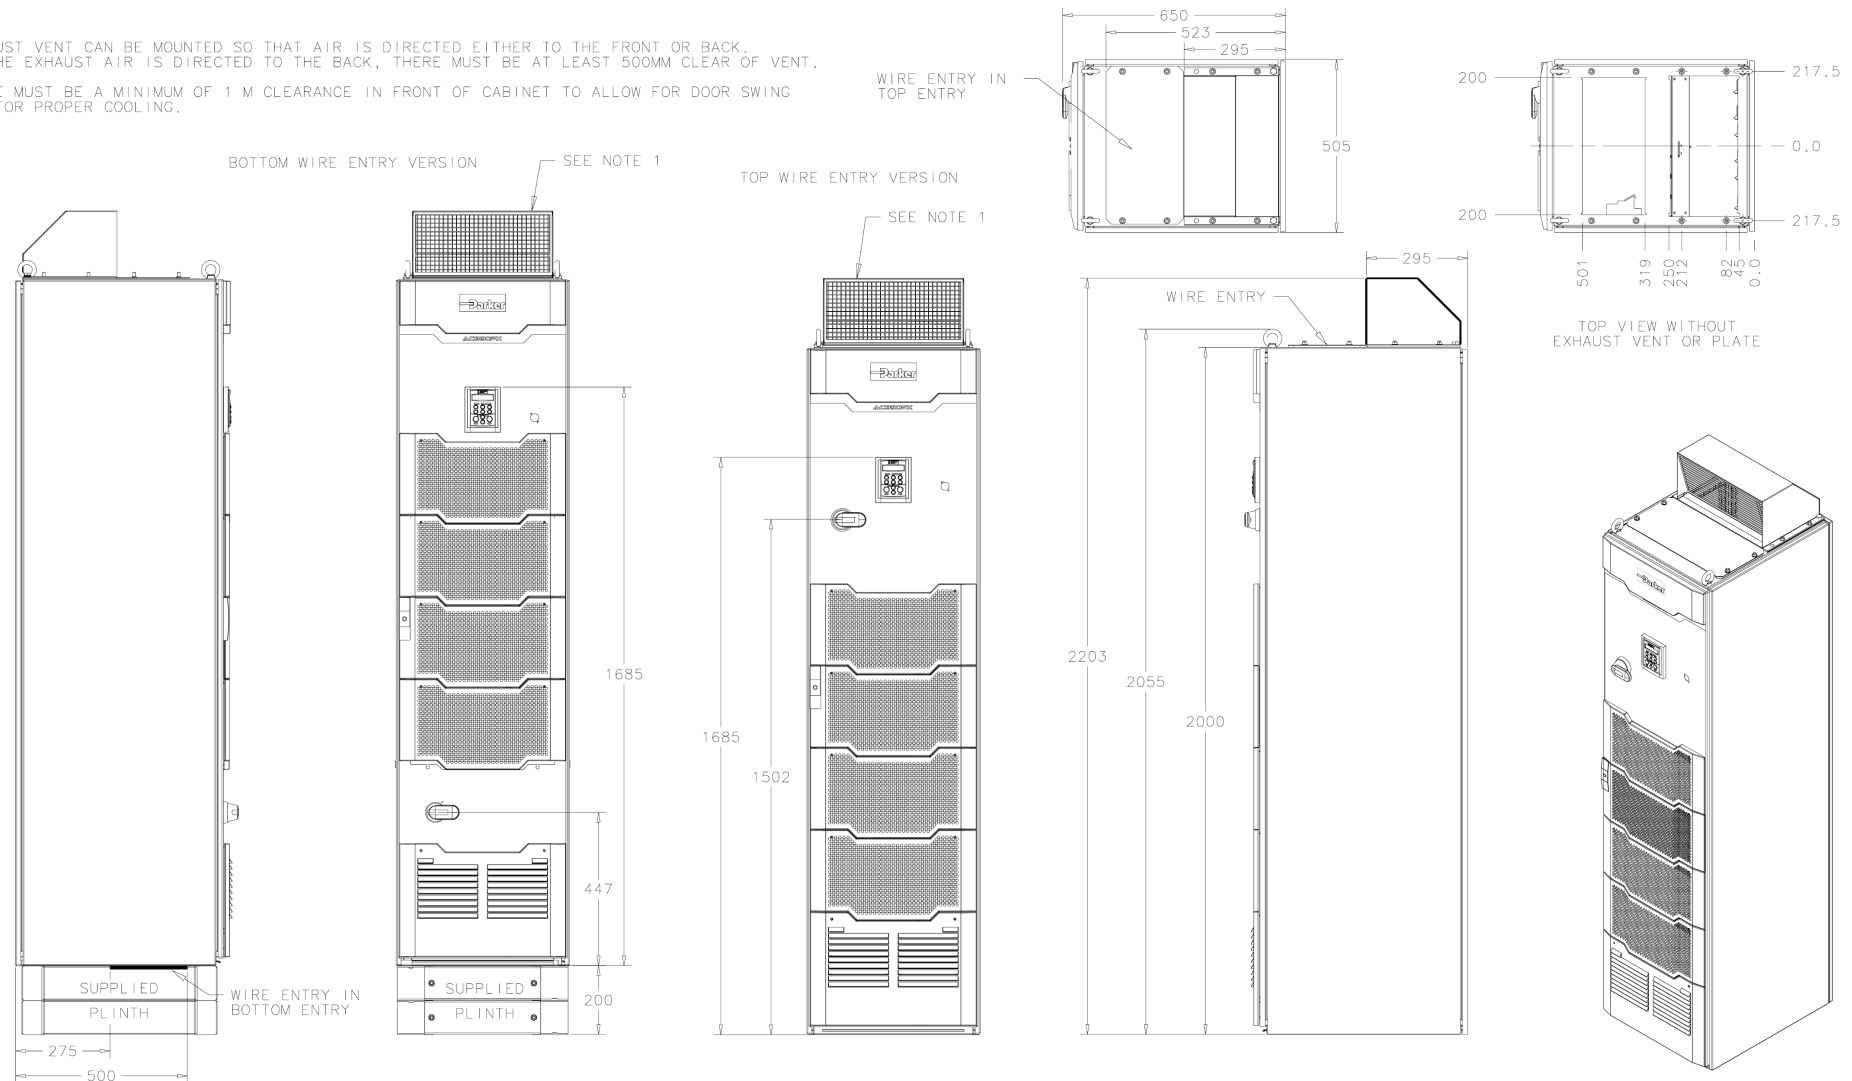 UST VENT CAN BE MOUNTED SO THAT AIR IS DIRECTED EITHER TO THE FRONT OR BACK.
HE EXHAUST AIR IS DIRECTED TO THE BACK, THERE MUST BE AT LEAST 500MM CLEAR OF VENT.
E MUST BE A MINIMUM OF 1 M CLEARANCE IN FRONT OF CABINET TO ALLOW FOR DOOR SWING
FOR PROPER COOLING.
BOTTOM WIRE ENTRY VERSION
SEE NOTE 1
TOP WIRE ENTRY VERSION
SEE NOTE 1
WIRE ENTRY IN
TOP ENTRY
650
523
295
505
200
200
217.5
0.0
217.5
501
319
250
212
82
45
0.0
TOP VIEW WITHOUT
EXHAUST VENT OR PLATE
295
WIRE ENTRY
2203
2055
2000
Parker
AC890PX
1685
447
200
SUPPLIED
PLINTH
Parker
AC890PX
1685
1502
SUPPLIED
PLINTH
WIRE ENTRY IN
BOTTOM ENTRY
275
500
Parker